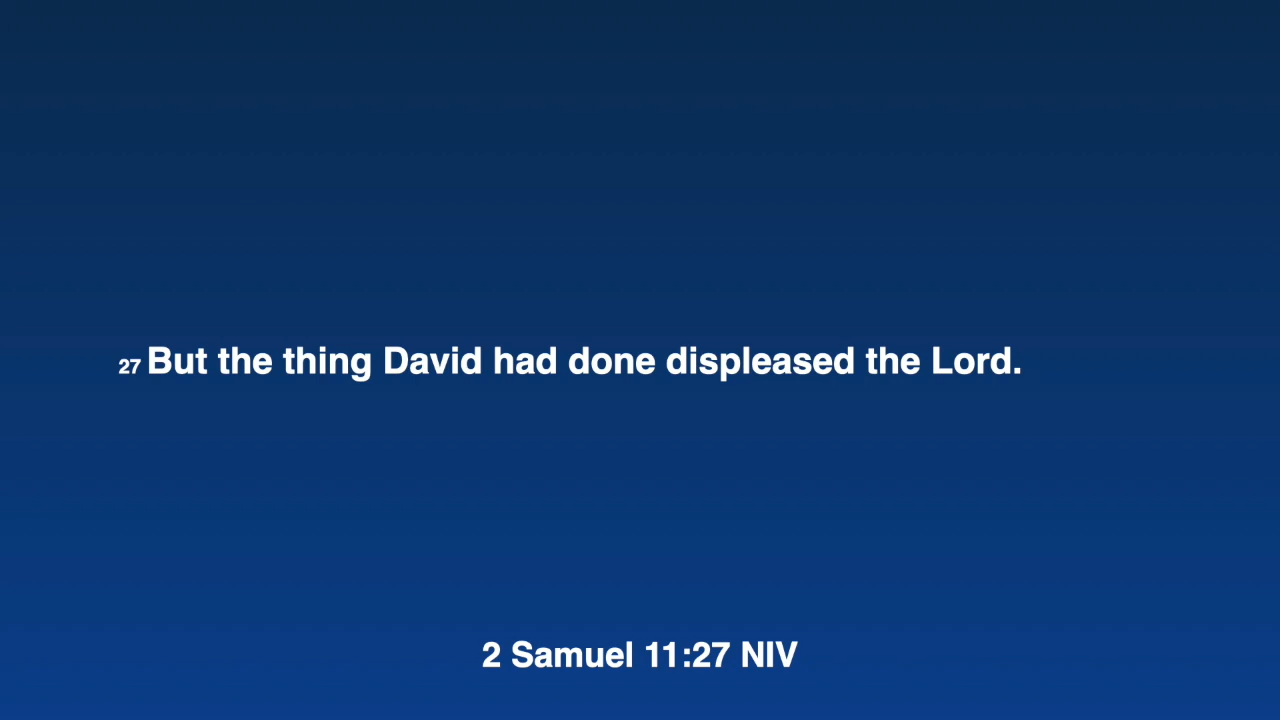 27 But the thing David had done displeased the Lord.
2 Samuel 11:27 NIV